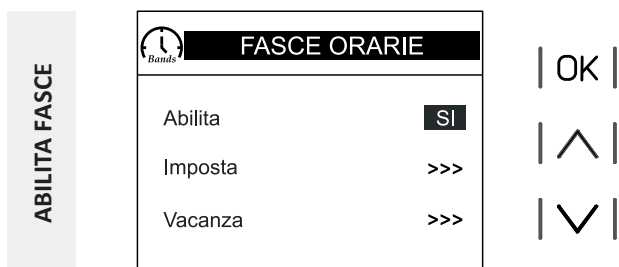 ABILITA FASCE
Bands
FASCE ORARIE
Abilita SI
Imposta >>>
Vacanza >>>
OK